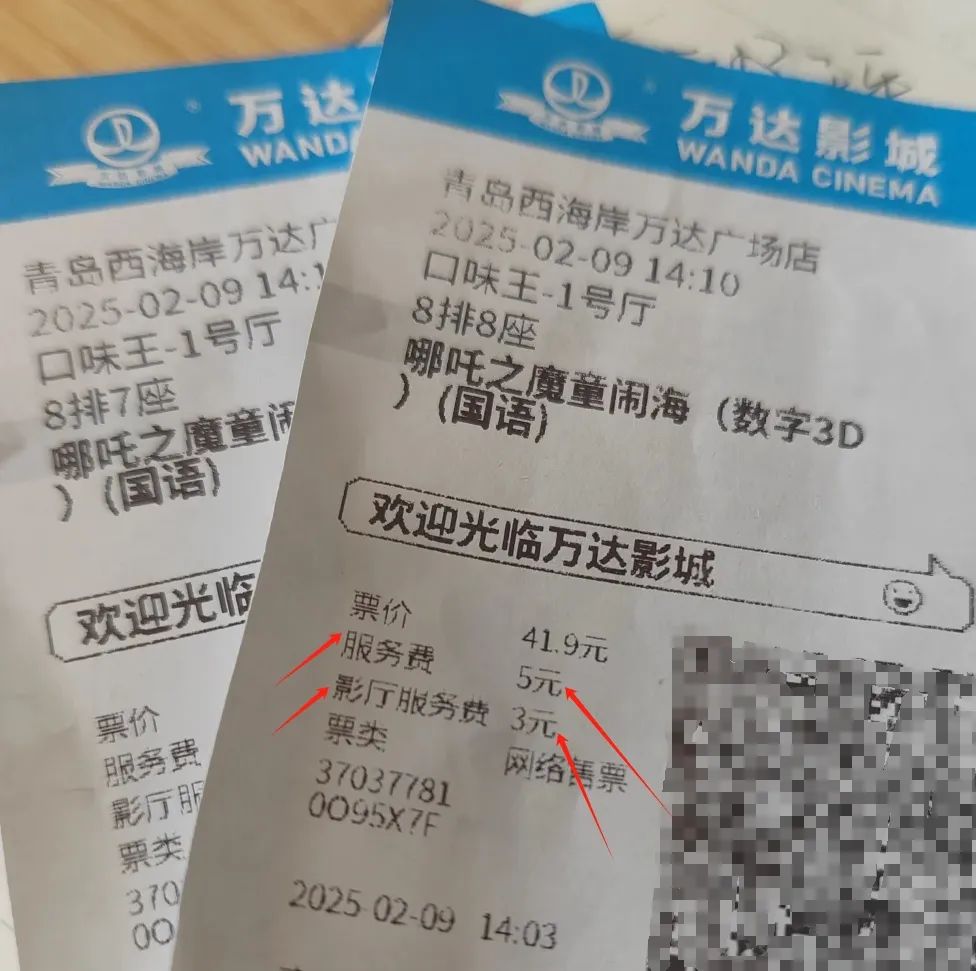 万达
WANDA
青岛西海岸万达广
2025-02-09 14:1
口味王-1号厅
8排7座
哪吒之魔童闹
）(国语)
欢迎光临
票价
服务费
影厅服
票类
370
00
万达影城
WANDA CINEMA
青岛西海岸万达广场店
2025-02-09 14:10
口味王-1号厅
8排8座
哪吒之魔童闹海（数字3D
）(国语)
欢迎光临万达影城
票价 41.9元
服务费 5元
影厅服务费 3元
票类 网络售票
37037781
0O95X7F
2025-02-09 14:03